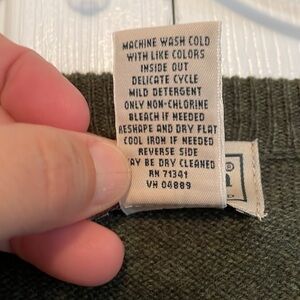 MACHINE WASH COLD
WITH LIKE COLORS
INSIDE OUT
DELICATE CYCLE
MILD DETERGENT
ONLY NON-CHLORINE
BLEACH IF NEEDED
RESHAPE AND DRY FLAT
COOL IRON IF NEEDED
REVERSE SIDE
MAY BE DRY CLEANED
RN 71341
VH 04889